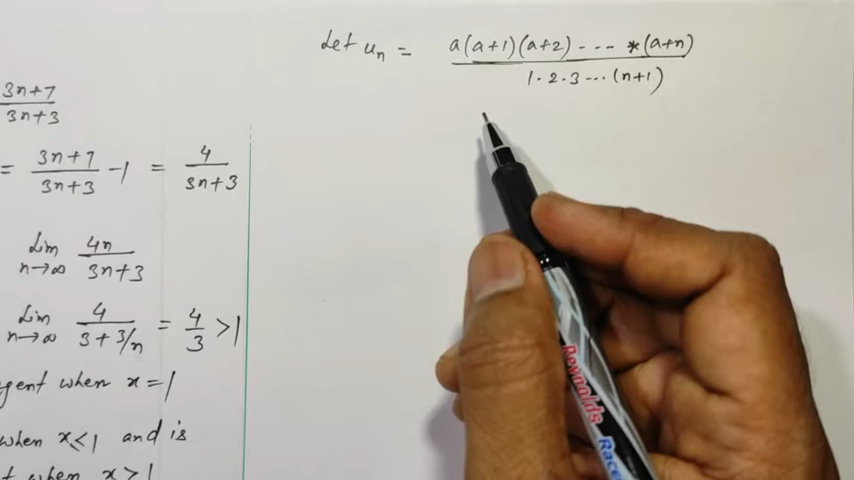 3n+7
3n+3
= 3n+7/3n+3 -1 = 4/3n+3
Lim n→∞ 4n/3n+3
Lim n→∞ 4/3+3/n = 4/3 >1
gent when x=1
when x<1 and is
t when x>1
Let un = a(a+1)(a+2)----*(a+n)
1·2·3···(n+1)
Reynolds Race